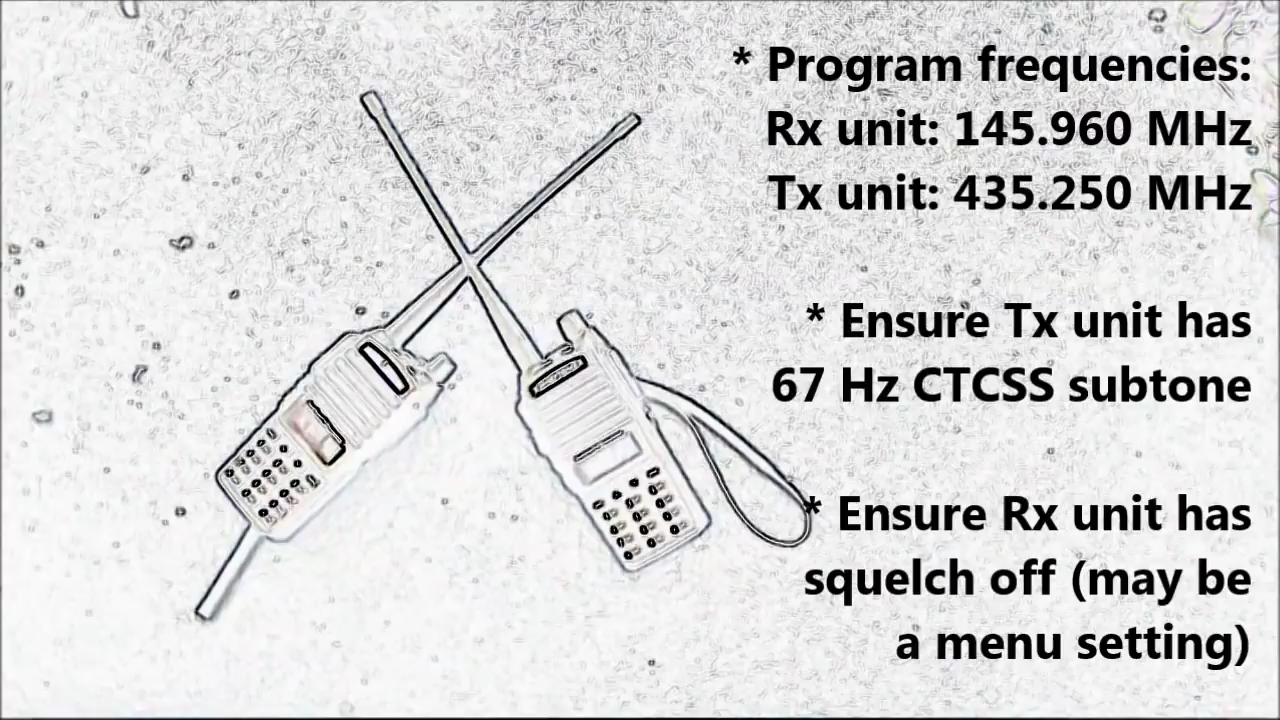 * Program frequencies:
Rx unit: 145.960 MHz
Tx unit: 435.250 MHz
* Ensure Tx unit has
67 Hz CTCSS subtone
* Ensure Rx unit has
squelch off (may be
a menu setting)